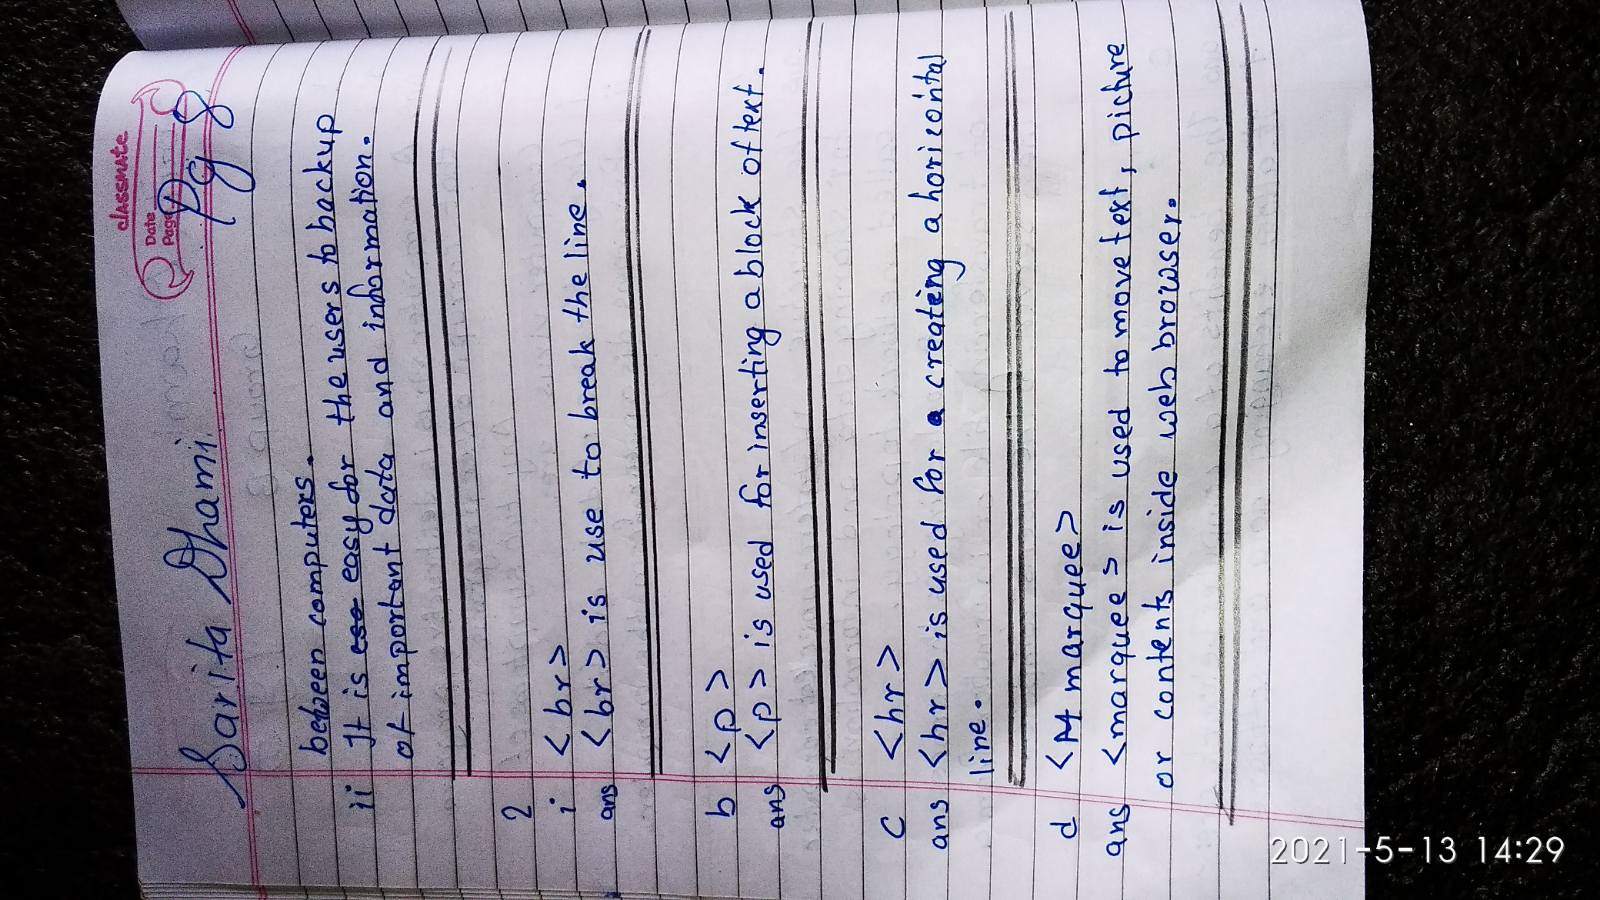 classmate
Date
Page
Pg 8
Sarita Dhami
between computers.
ii It is easy for the users to backup
of important data and information.
2
i <br>
ans <br> is use to break the line.
b <p>
ans <p> is used for inserting a block of text.
c <hr>
ans <hr> is used for a creating a horizontal
line.
d <marquee>
ans <marquee> is used to move text, picture
or contents inside web browser.
2021-5-13 14:29